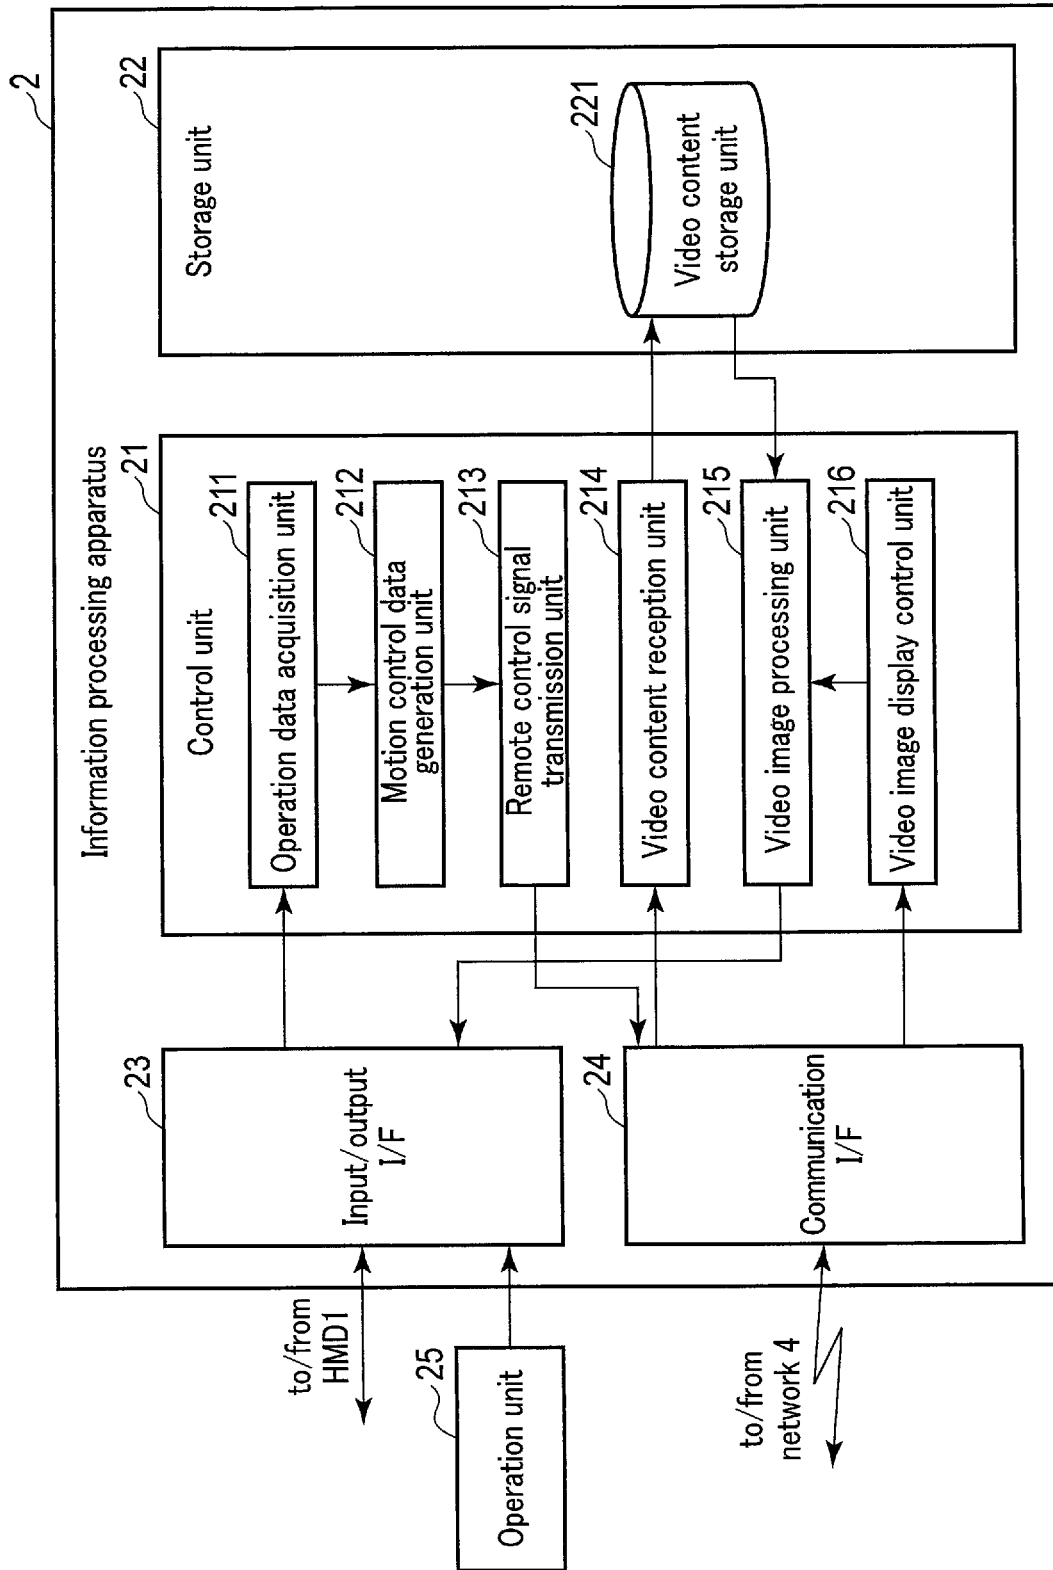 2
Information processing apparatus
to/from
HMD1
25
Operation unit
to/from
network 4
23
Input/output
I/F
24
Communication
I/F
21
Control unit
211
Operation data acquisition unit
212
Motion control data
generation unit
213
Remote control signal
transmission unit
214
Video content reception unit
215
Video image processing unit
216
Video image display control unit
22
Storage unit
221
Video content
storage unit